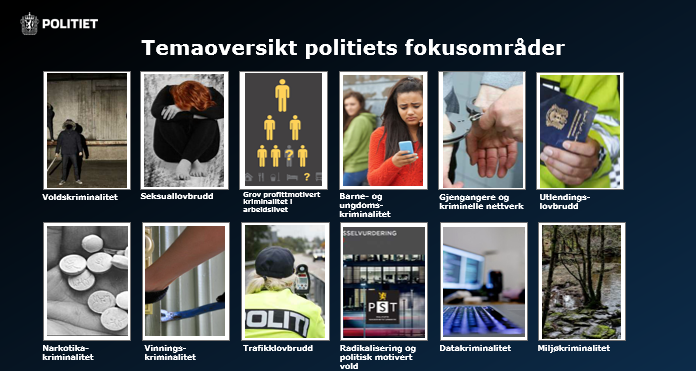 POLITIET
Temaoversikt politiets fokusområder
Voldskriminalitet
Seksuallovbrudd
Grov profittmotivert
kriminalitet i
arbeidslivet
Barne- og
ungdoms-
kriminalitet
Gjengangere og
kriminelle nettverk
Utlendings-
lovbrudd
POLITI
SSELVURDERING
PST
Narkotika-
kriminalitet
Vinnings-
kriminalitet
Trafikklovbrudd
Radikalisering og
politisk motivert
vold
Datakriminalitet
Miljøkriminalitet